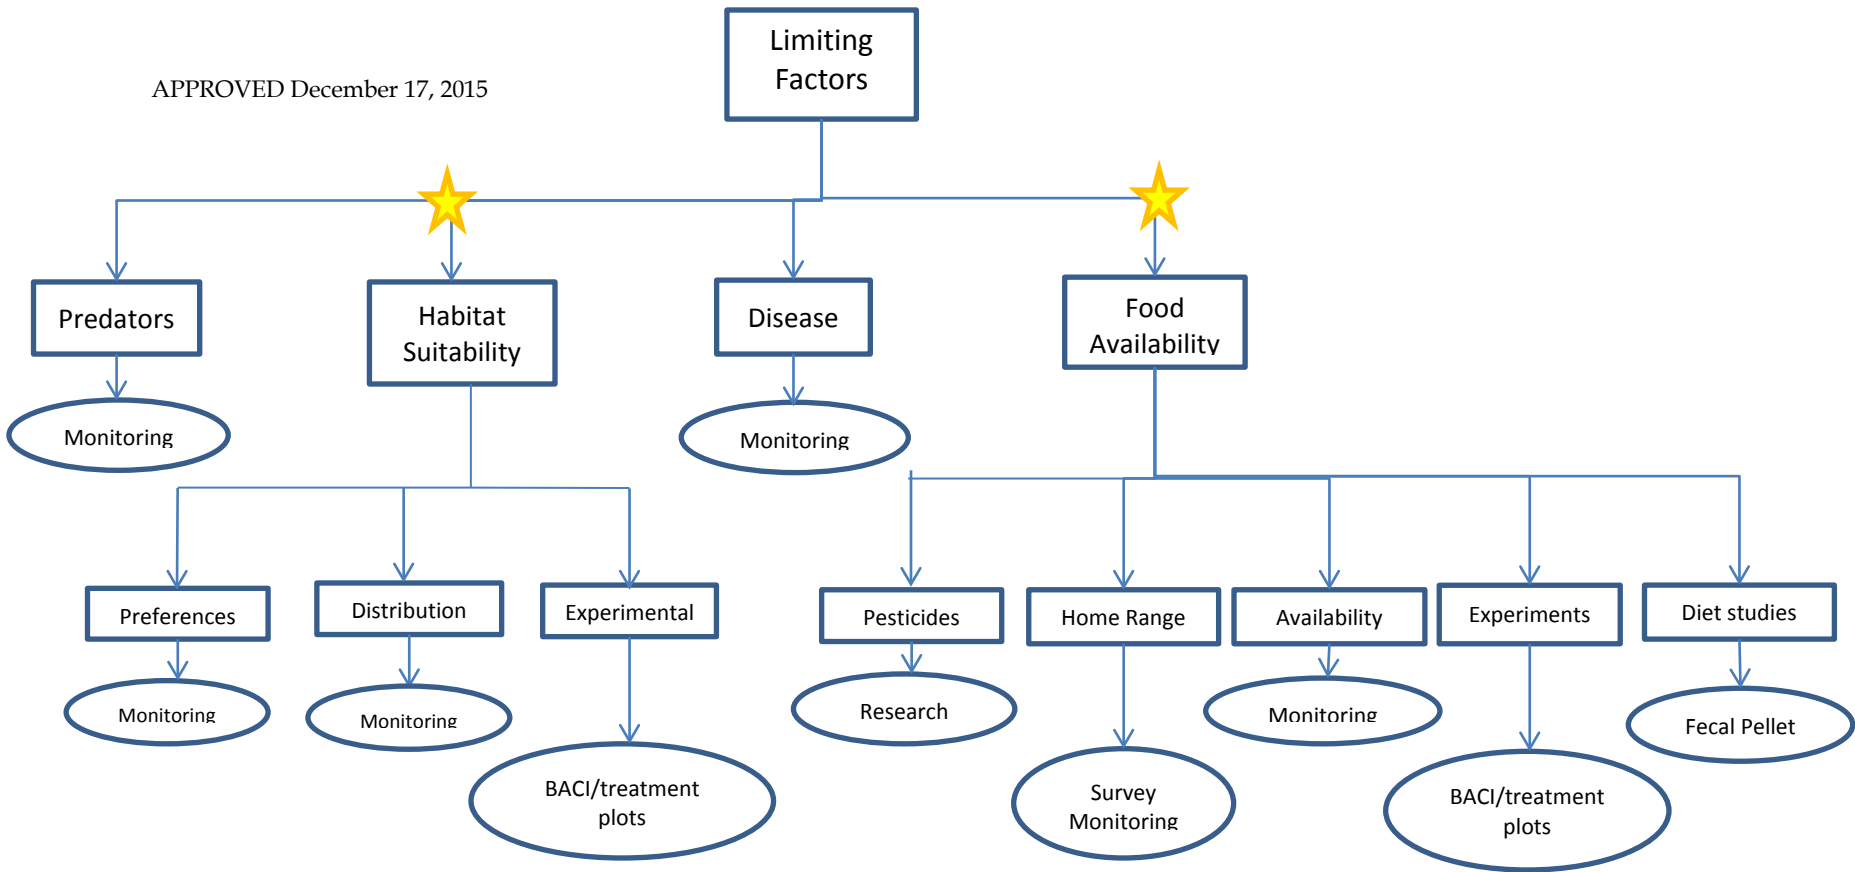 Limiting
Factors
APPROVED December 17, 2015
Predators
Habitat
Suitability
Disease
Food
Availability
Monitoring
Monitoring
Preferences
Distribution
Experimental
Pesticides
Home Range
Availability
Experiments
Diet studies
Monitoring
Monitoring
Research
Monitoring
Fecal Pellet
BACI/treatment
plots
Survey
Monitoring
BACI/treatment
plots